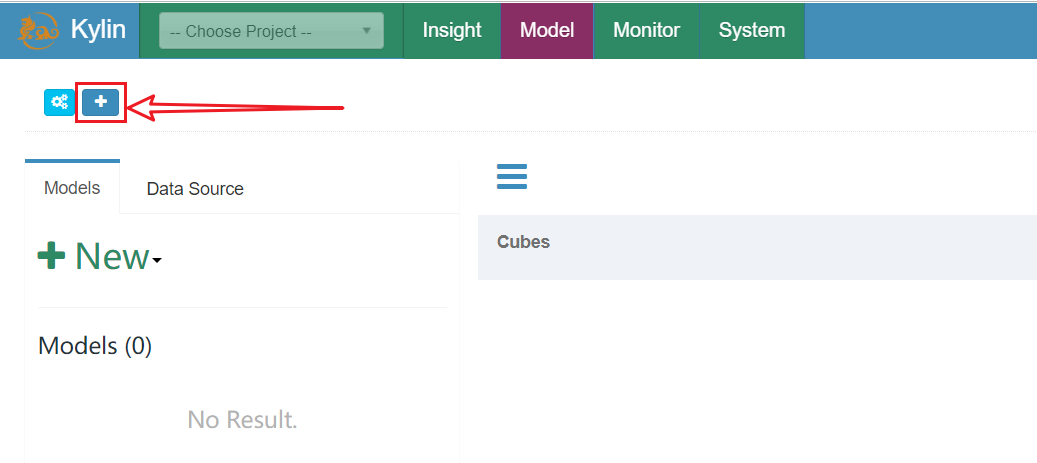 Kylin
-- Choose Project --
Insight
Model
Monitor
System
Models
Data Source
New
Cubes
Models (0)
No Result.